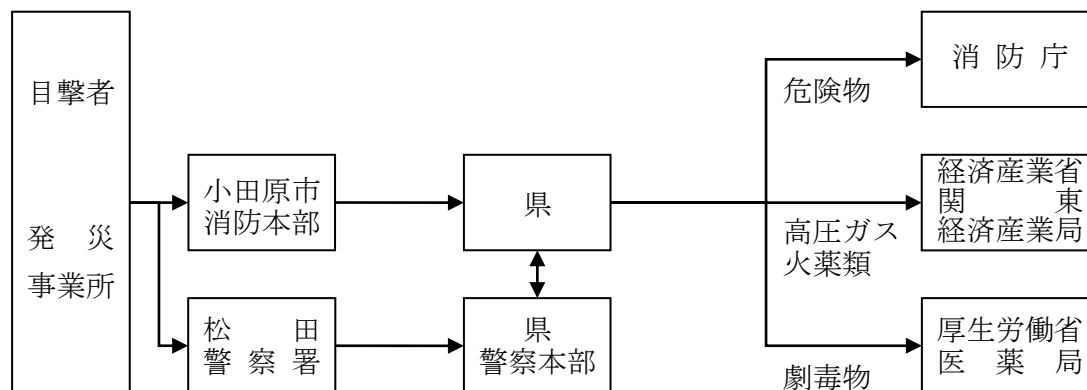 目撃者
発災
事業所
小田原市
消防本部
松田
警察署
県
県
警察本部
危険物
高圧ガス
火薬類
劇毒物
消防庁
経済産業省
関東
経済産業局
厚生労働省
医薬局